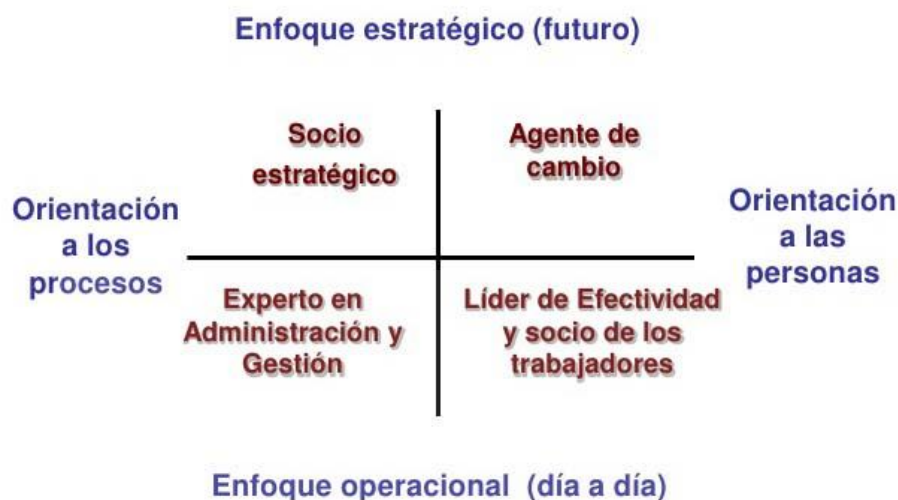 Enfoque estratégico (futuro)
Socio
estratégico
Agente de
cambio
Orientación
a los
procesos
Orientación
a las
personas
Experto en
Administración y
Gestión
Líder de Efectividad
y socio de los
trabajadores
Enfoque operacional (día a día)